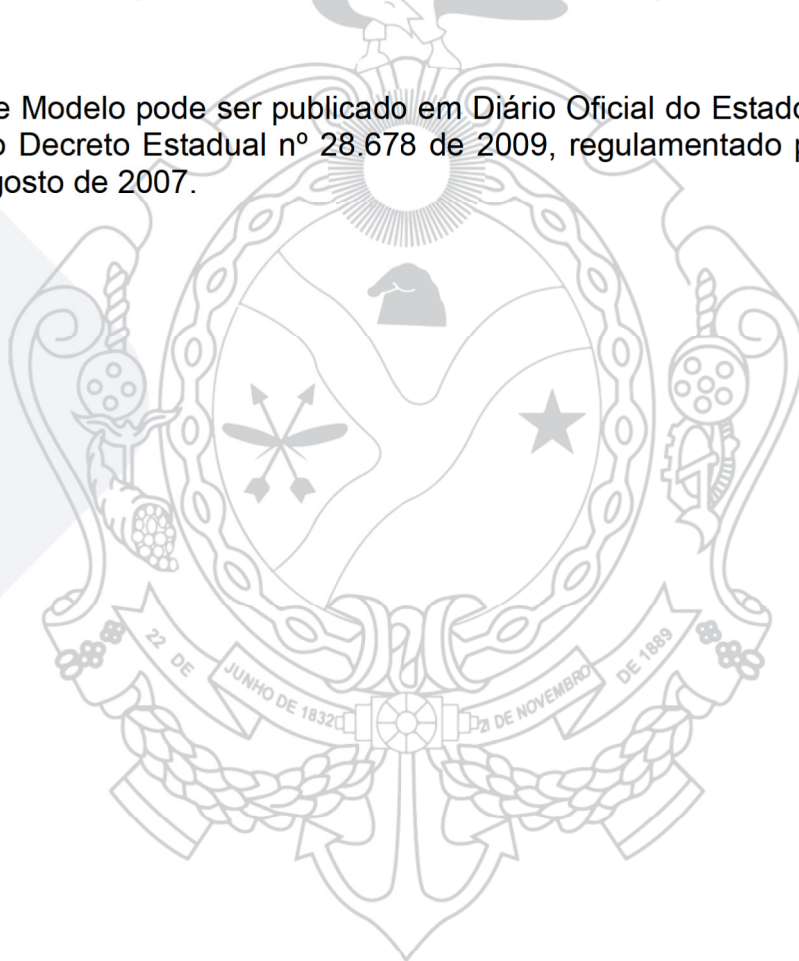 e Modelo pode ser publicado em Diário Oficial do Estado
o Decreto Estadual nº 28.678 de 2009, regulamentado p
gosto de 2007.
22 DE
JUNHO DE 1832
21 DE NOVEMBRO
DE 1889